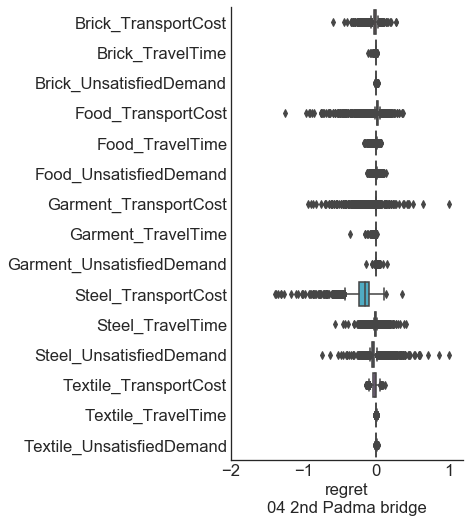 Brick_TransportCost
Brick_TravelTime
Brick_UnsatisfiedDemand
Food_TransportCost
Food_TravelTime
Food_UnsatisfiedDemand
Garment_TransportCost
Garment_TravelTime
Garment_UnsatisfiedDemand
Steel_TransportCost
Steel_TravelTime
Steel_UnsatisfiedDemand
Textile_TransportCost
Textile_TravelTime
Textile_UnsatisfiedDemand
−2 −1 0 1
regret
04 2nd Padma bridge